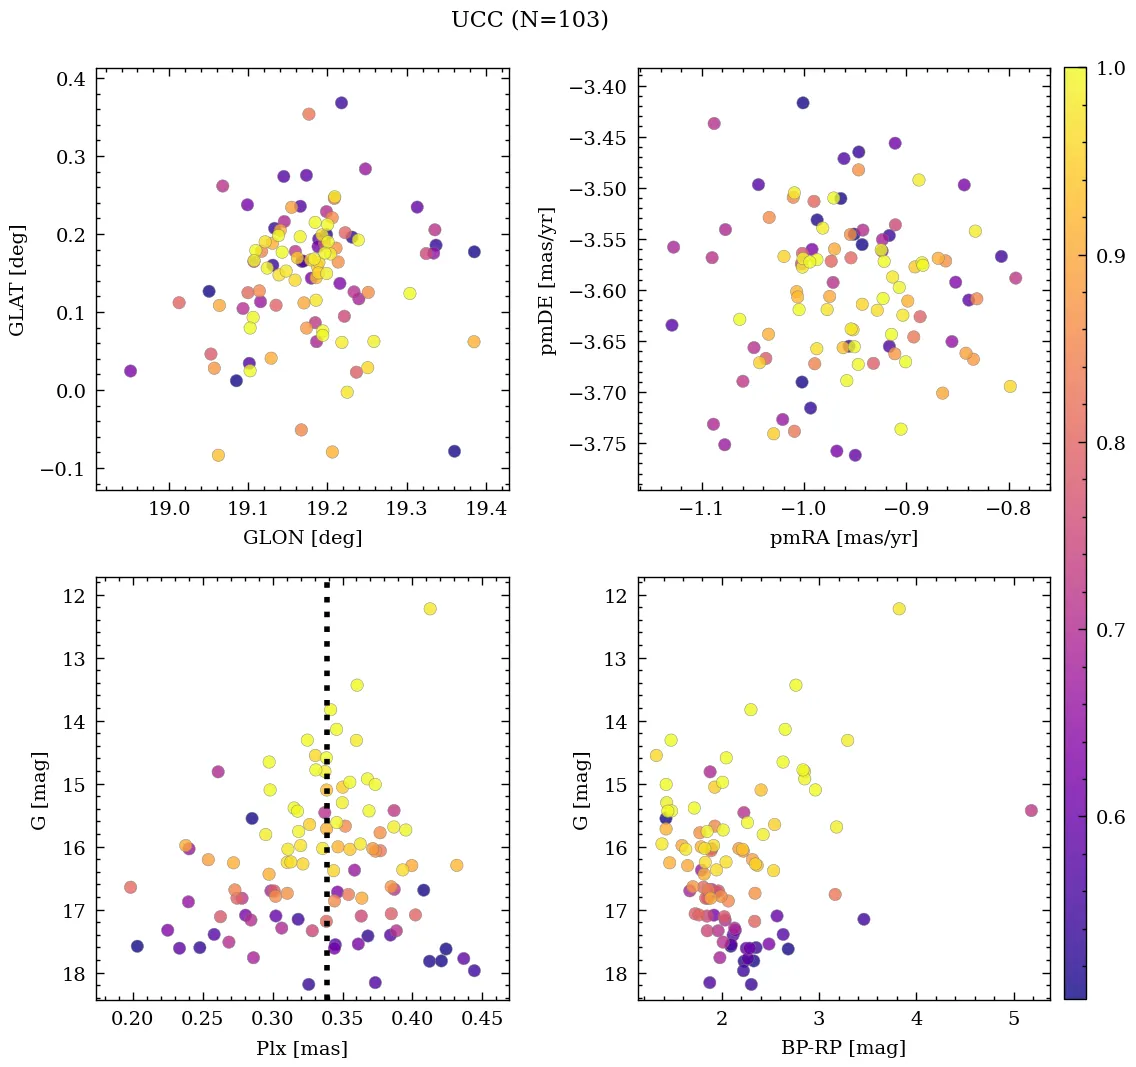 UCC (N=103)
0.4
0.3
0.2
0.1
0.0
−0.1
GLAT [deg]
19.0 19.1 19.2 19.3 19.4
GLON [deg]
−3.40
−3.45
−3.50
−3.55
−3.60
−3.65
−3.70
−3.75
pmDE [mas/yr]
−1.1 −1.0 −0.9 −0.8
pmRA [mas/yr]
1.0
0.9
0.8
0.7
0.6
12
13
14
15
16
17
18
G [mag]
0.20 0.25 0.30 0.35 0.40 0.45
Plx [mas]
12
13
14
15
16
17
18
G [mag]
2 3 4 5
BP-RP [mag]